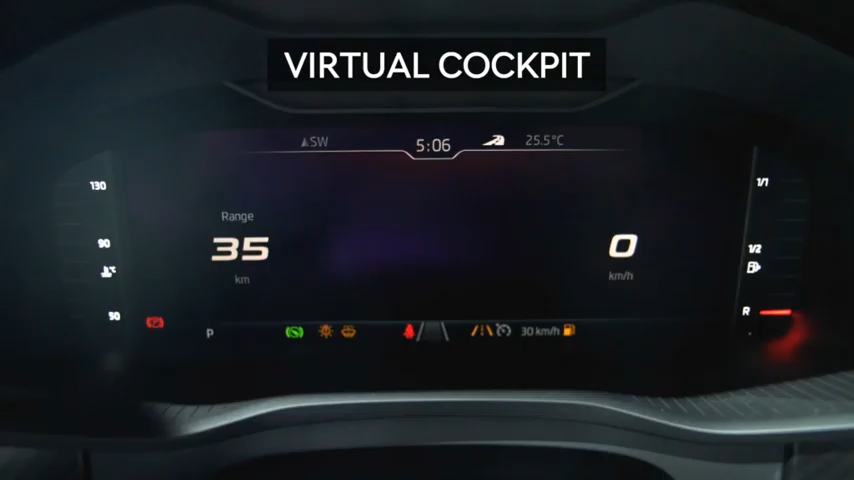 VIRTUAL COCKPIT
SW
5:06
25.5°C
130
1/1
Range
35
0
90
1/2
km
km/h
50
R
P
30 km/h